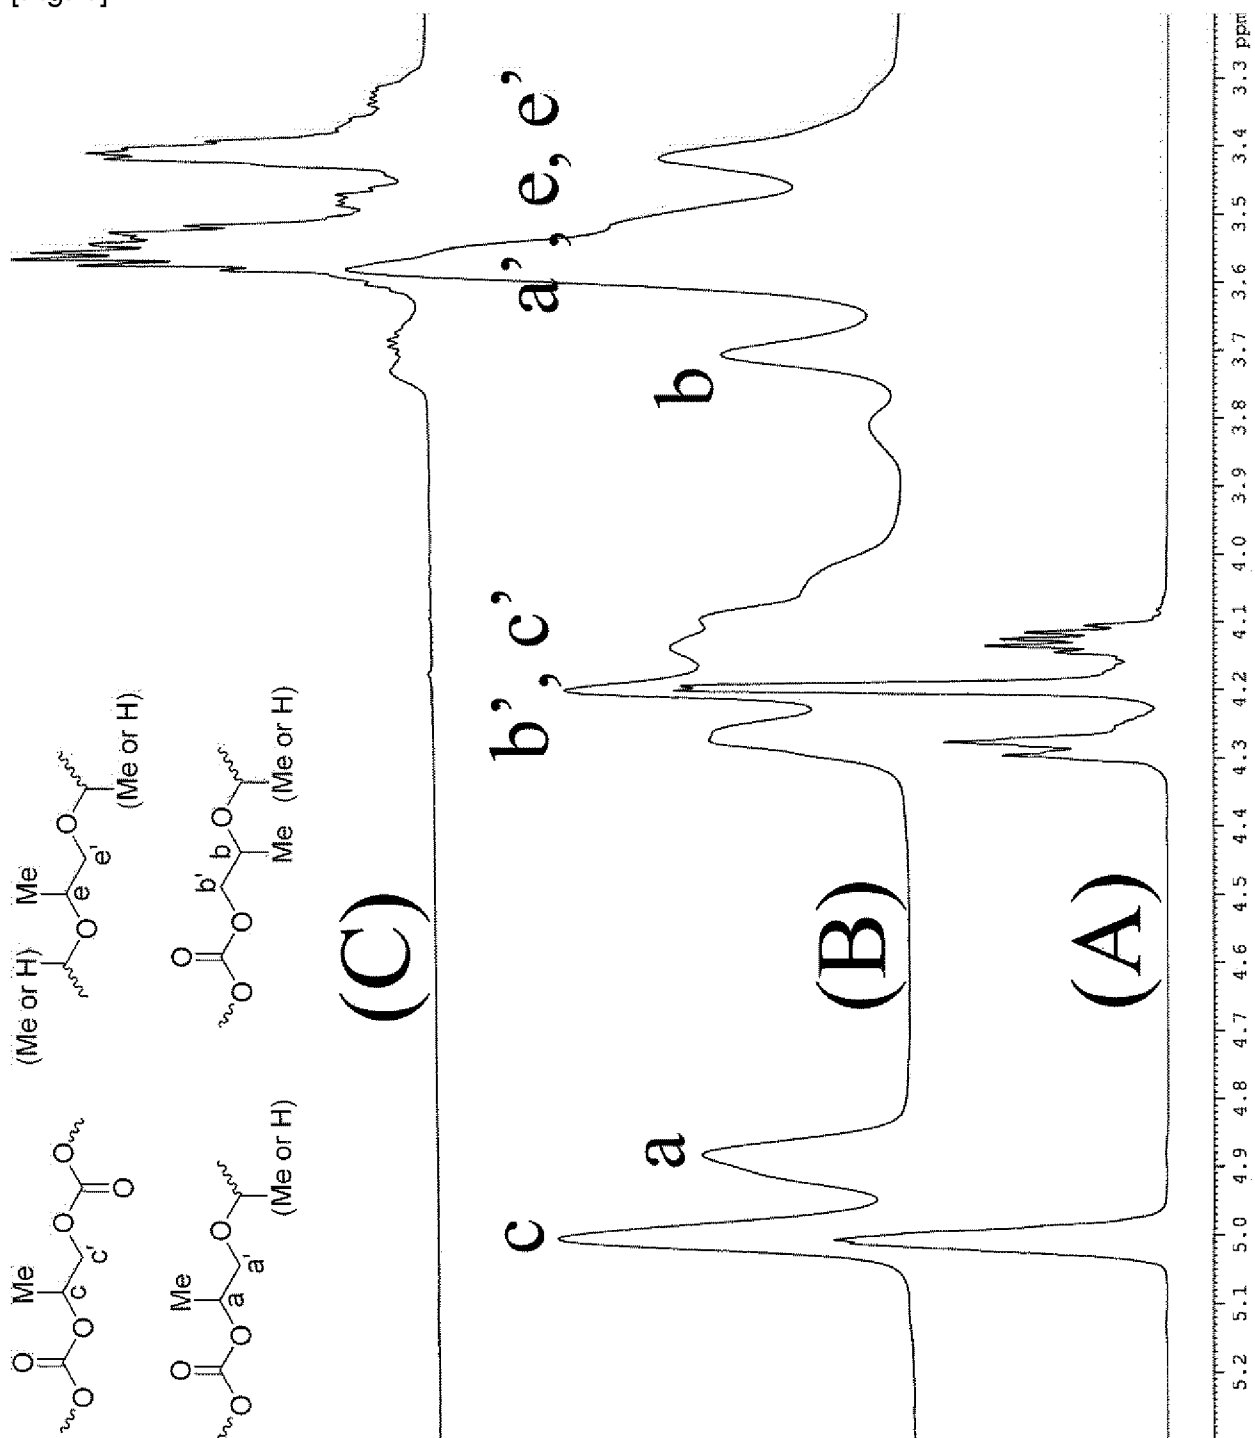 O Me
O O c c' O O
O
(Me or H) Me
O e e' O
(Me or H)
O Me
O O a a' O
(Me or H)
O
O O b' b O
Me (Me or H)
(C)
c
a
b', c'
b
a', e, e'
(B)
(A)
5.2 5.1 5.0 4.9 4.8 4.7 4.6 4.5 4.4 4.3 4.2 4.1 4.0 3.9 3.8 3.7 3.6 3.5 3.4 3.3 ppm